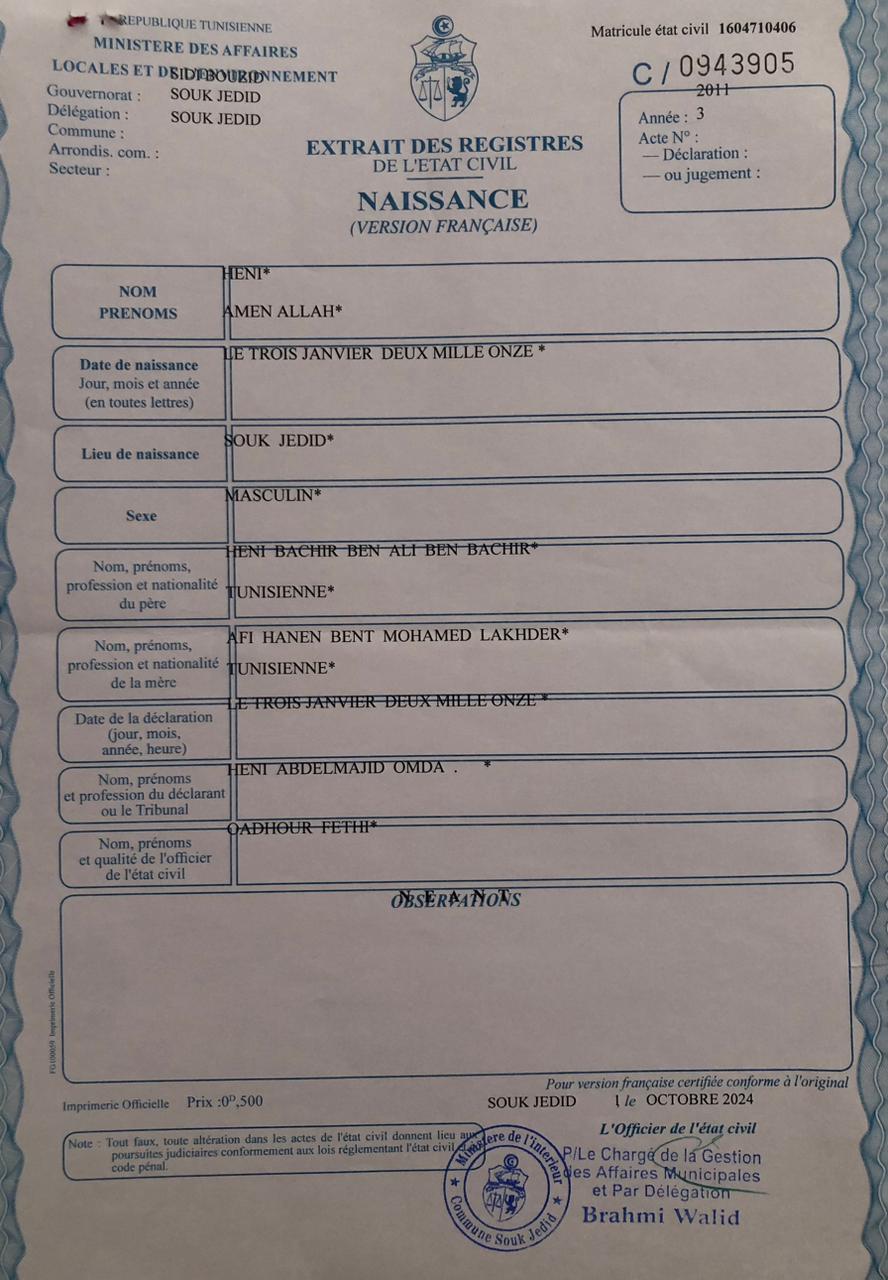 REPUBLIQUE TUNISIENNE
MINISTERE DES AFFAIRES
LOCALES ET DE L'ENVIRONNEMENT
SIDI BOUZID
Gouvernorat : SOUK JEDID
Délégation : SOUK JEDID
Commune :
Arrondis. com. :
Secteur :
Matricule état civil 1604710406
C / 0943905
2011
Année : 3
Acte N° :
— Déclaration :
— ou jugement :
EXTRAIT DES REGISTRES
DE L'ETAT CIVIL
NAISSANCE
(VERSION FRANÇAISE)
NOM
PRENOMS
HENI*
AMEN ALLAH*
Date de naissance
Jour, mois et année
(en toutes lettres)
LE TROIS JANVIER DEUX MILLE ONZE *
Lieu de naissance
SOUK JEDID*
Sexe
MASCULIN*
Nom, prénoms,
profession et nationalité
du père
HENI BACHIR BEN ALI BEN BACHIR*
TUNISIENNE*
Nom, prénoms,
profession et nationalité
de la mère
AFI HANEN BENT MOHAMED LAKHDER*
TUNISIENNE*
Date de la déclaration
(jour, mois,
année, heure)
LE TROIS JANVIER DEUX MILLE ONZE *
Nom, prénoms
et profession du déclarant
ou le Tribunal
HENI ABDELMAJID OMDA . *
Nom, prénoms
et qualité de l'officier
de l'état civil
FETHI*
OBSERVATIONS
N E A N T
FG100059 Imprimerie Officielle
Pour version française certifiée conforme à l'original
Imprimerie Officielle Prix :0ᴰ,500
SOUK JEDID 1 le OCTOBRE 2024
L'Officier de l'état civil
Note : Tout faux, toute altération dans les actes de l'état civil donnent lieu aux
poursuites judiciaires conformement aux lois réglementant l'état civil
code pénal.
Ministère de l'intérieur
Commune Souk Jedid
P/Le Chargé de la Gestion
des Affaires Municipales
et Par Délégation
Brahmi Walid